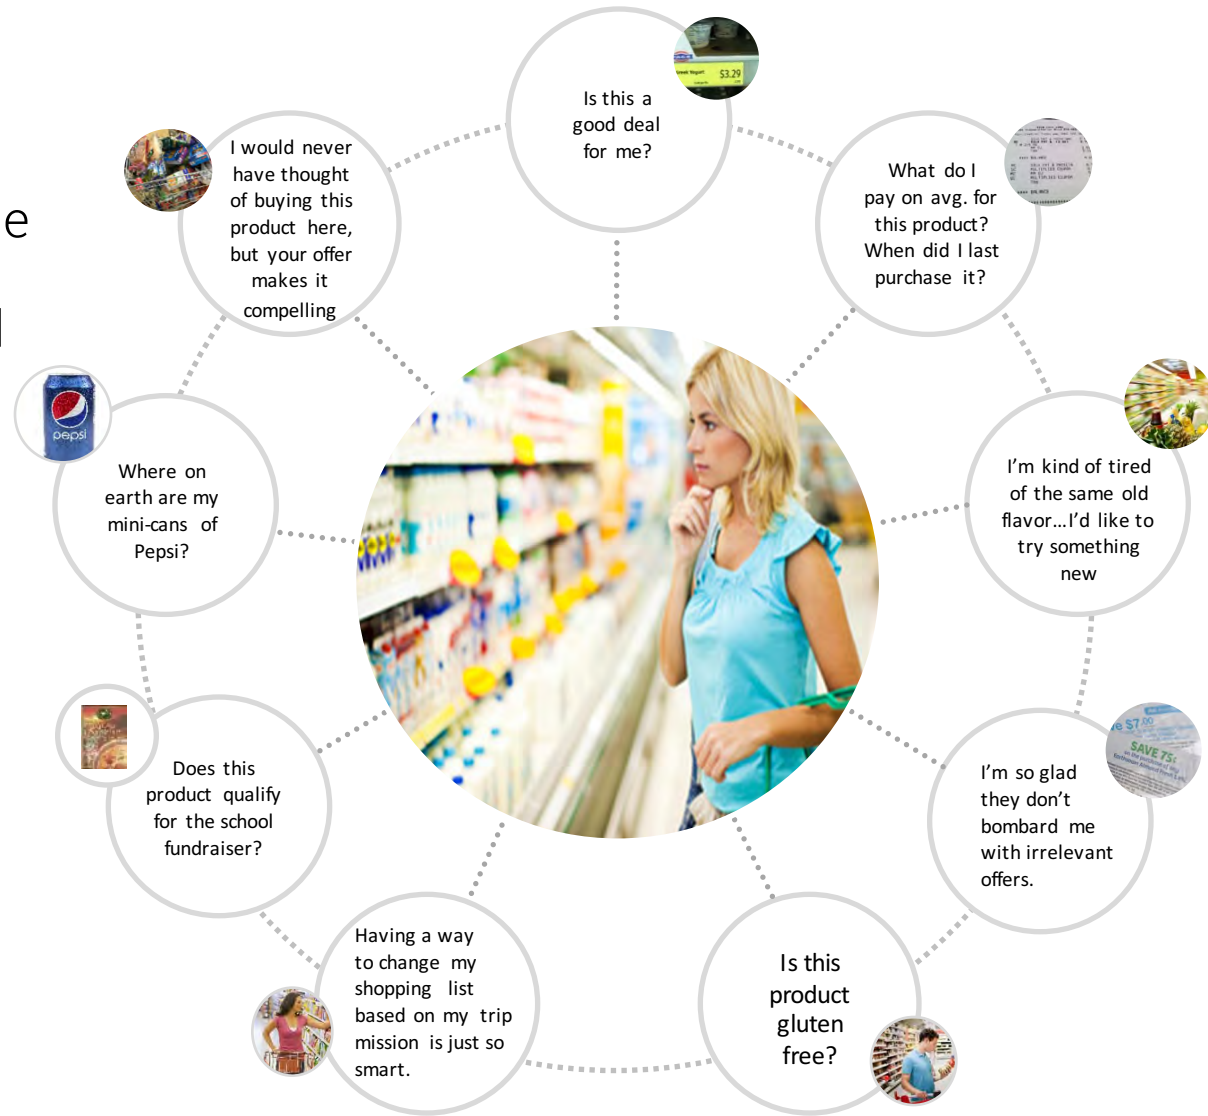 Is this a
good deal
for me?
$3.29
I would never
have thought
of buying this
product here,
but your offer
makes it
compelling
What do I
pay on avg. for
this product?
When did I last
purchase it?
e
pepsi
Where on
earth are my
mini-cans of
Pepsi?
I’m kind of tired
of the same old
flavor...I’d like to
try something
new
Does this
product qualify
for the school
fundraiser?
$7.00
SAVE 75¢
I’m so glad
they don’t
bombard me
with irrelevant
offers.
Having a way
to change my
shopping list
based on my trip
mission is just so
smart.
Is this
product
gluten
free?